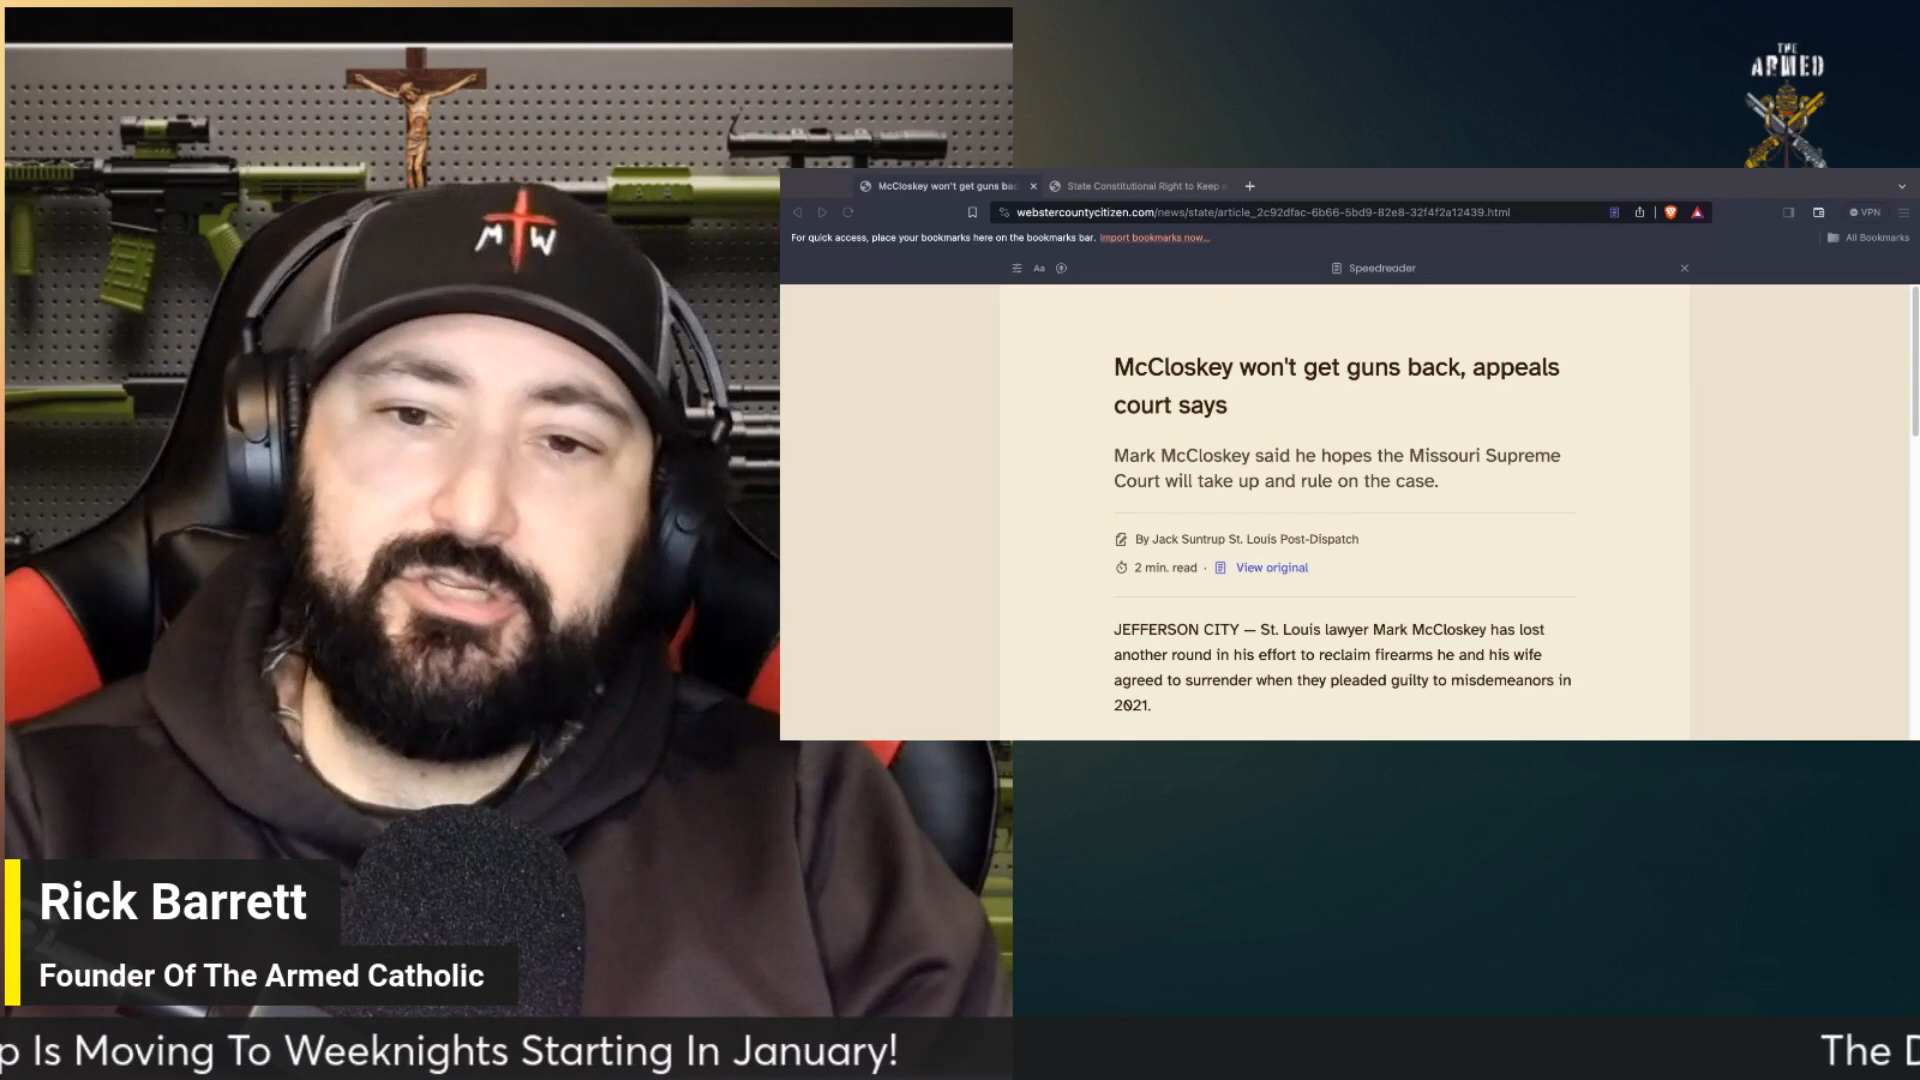 THE
ARMED
M W
McCloskey won't get guns bac
State Constitutional Right to Keep
webstercountycitizen.com/news/state/article_2c92dfac-6b66-5bd9-82e8-32f4f2a12439.html
VPN
For quick access, place your bookmarks here on the bookmarks bar. Import bookmarks now...
All Bookmarks
Aa
Speedreader
McCloskey won't get guns back, appeals
court says
Mark McCloskey said he hopes the Missouri Supreme
Court will take up and rule on the case.
By Jack Suntrup St. Louis Post-Dispatch
2 min. read · View original
JEFFERSON CITY — St. Louis lawyer Mark McCloskey has lost
another round in his effort to reclaim firearms he and his wife
agreed to surrender when they pleaded guilty to misdemeanors in
2021.
Rick Barrett
Founder Of The Armed Catholic
p Is Moving To Weeknights Starting In January!
The D